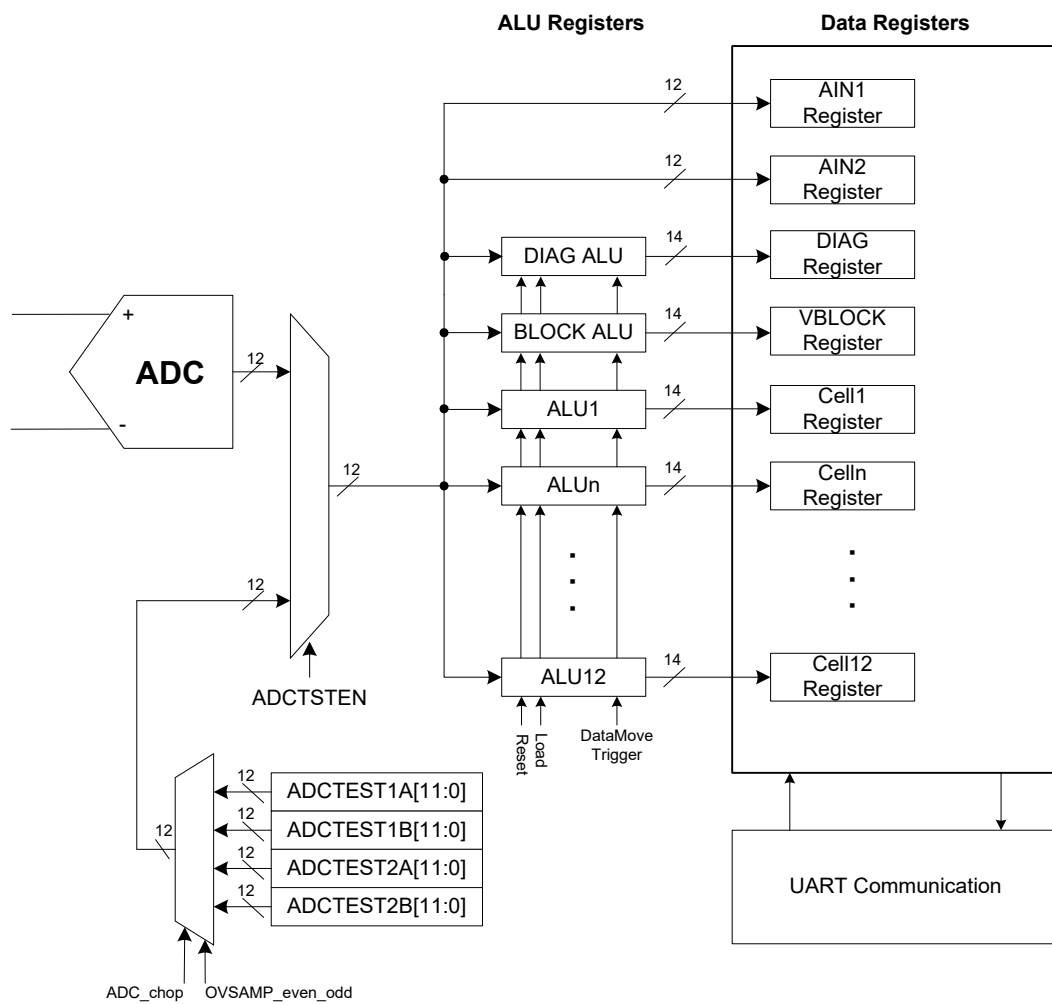 ALU Registers
Data Registers
12
AIN1
Register
12
AIN2
Register
DIAG ALU
14
DIAG
Register
BLOCK ALU
14
VBLOCK
Register
+
ADC
-
12
ALU1
14
Cell1
Register
12
ALUn
14
Celln
Register
12
ADCTSTEN
ALU12
14
Cell12
Register
Reset
Load
DataMove
Trigger
12
12
ADCTEST1A[11:0]
12
ADCTEST1B[11:0]
12
ADCTEST2A[11:0]
12
ADCTEST2B[11:0]
ADC_chop
OVSAMP_even_odd
UART Communication